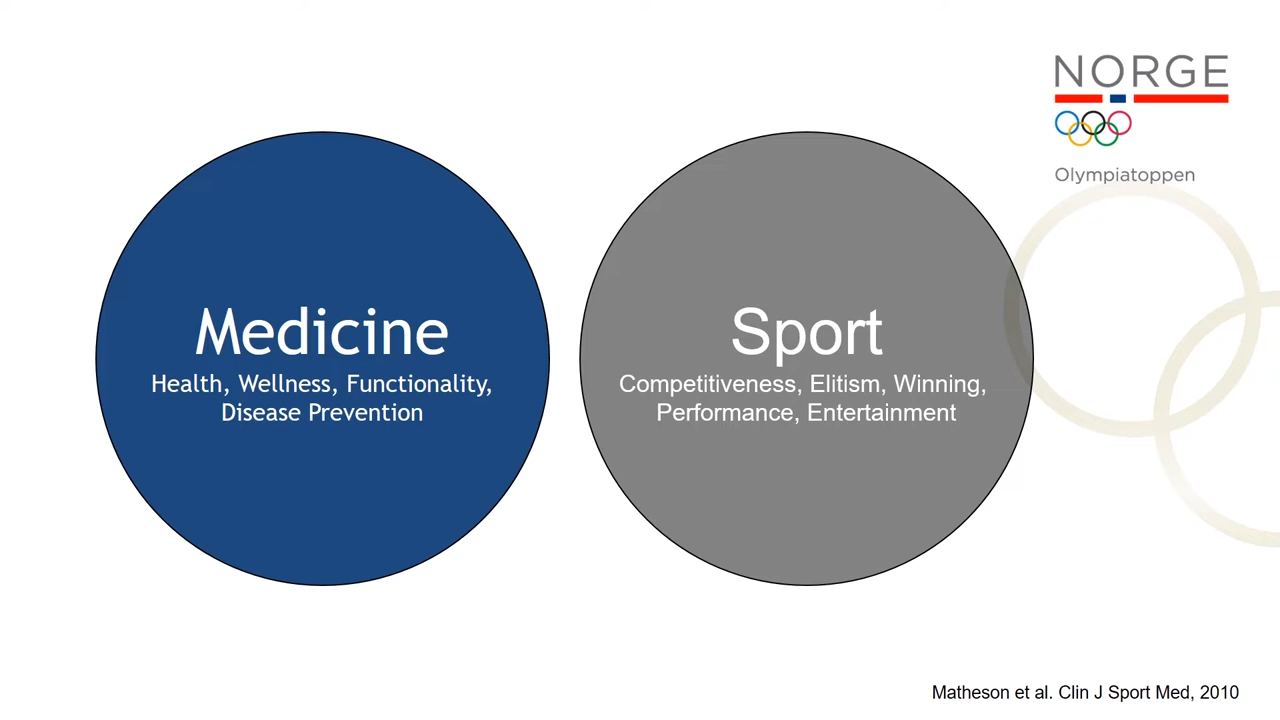 NORGE
Olympiatoppen
Medicine
Health, Wellness, Functionality,
Disease Prevention
Sport
Competitiveness, Elitism, Winning,
Performance, Entertainment
Matheson et al. Clin J Sport Med, 2010